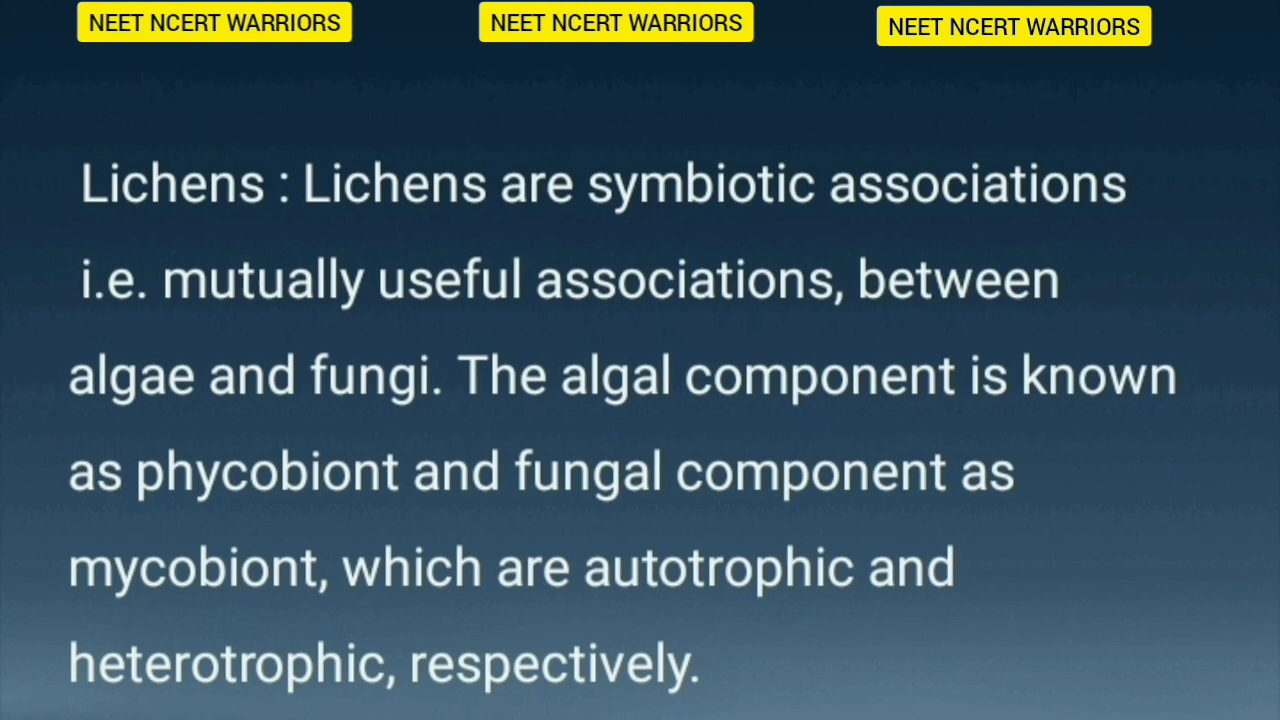 NEET NCERT WARRIORS NEET NCERT WARRIORS NEET NCERT WARRIORS
Lichens : Lichens are symbiotic associations
i.e. mutually useful associations, between
algae and fungi. The algal component is known
as phycobiont and fungal component as
mycobiont, which are autotrophic and
heterotrophic, respectively.